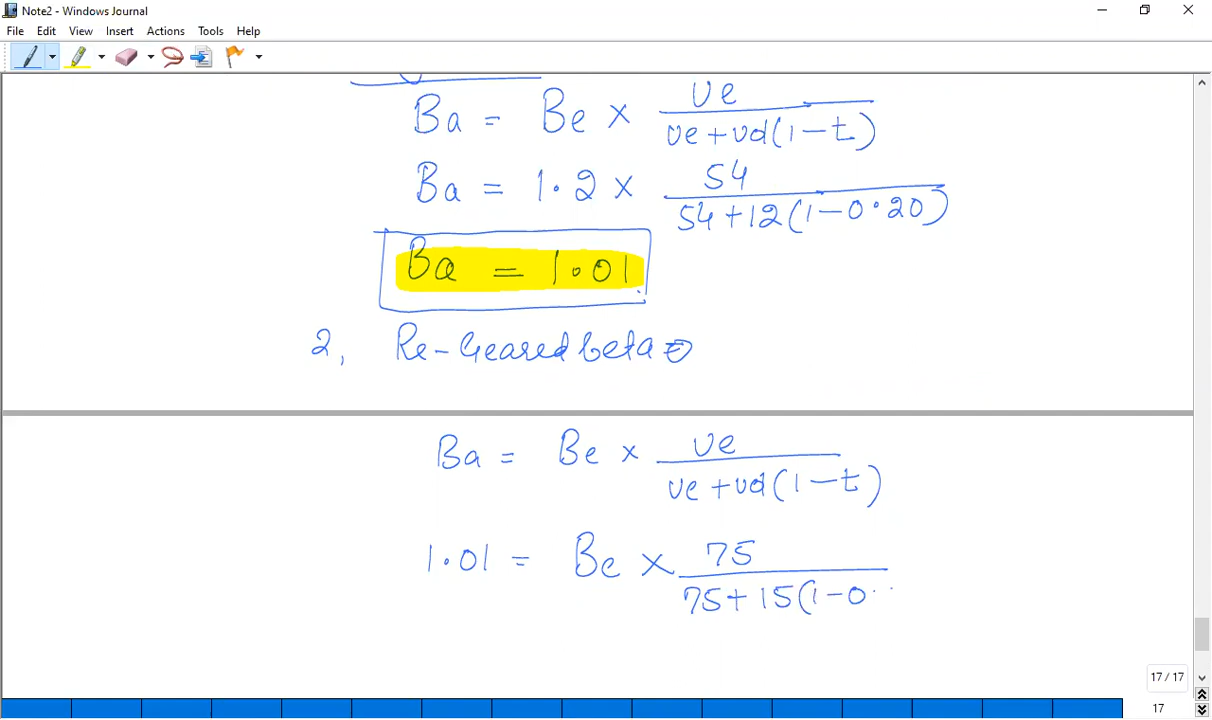 Note2 - Windows Journal
File Edit View Insert Actions Tools Help
Ba = Be × ve / ve+vd(1-t)
Ba = 1.2 × 54 / 54+12(1-0.20)
Ba = 1.01
2, Re-Geared beta
Ba = Be × ve / ve+vd(1-t)
1.01 = Be × 75 / 75+15(1-0.
17 / 17
17